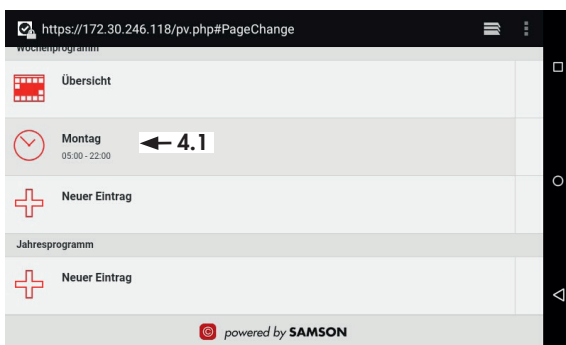 https://172.30.246.118/pv.php#PageChange
Wochenprogramm
Übersicht
Montag
05:00 - 22:00
4.1
Neuer Eintrag
Jahresprogramm
Neuer Eintrag
© powered by SAMSON